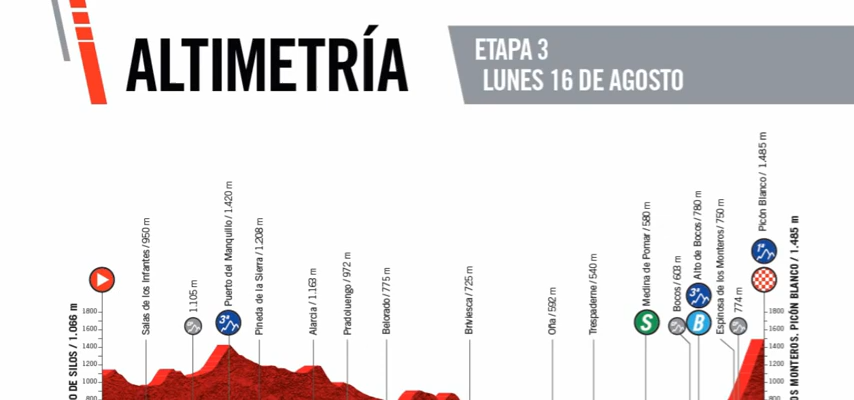 ALTIMETRÍA
ETAPA 3
LUNES 16 DE AGOSTO
O DE SILOS / 1.066 m
Salas de los Infantes / 950 m
1.105 m
Puerto del Manquillo / 1.420 m
3ª
Pineda de la Sierra / 1.208 m
Alarcia / 1.163 m
Pradoluengo / 972 m
Belorado / 775 m
Briviesca / 725 m
Oña / 592 m
Trespaderne / 540 m
Medina de Pomar / 580 m
S
Bocos / 603 m
Alto de Bocos / 780 m
3ª
B
Espinosa de los Monteros / 750 m
774 m
Picón Blanco / 1.485 m
1ª
OS MONTEROS. PICÓN BLANCO / 1.485 m
1800
1600
1400
1200
1000
800
1800
1600
1400
1200
1000
800